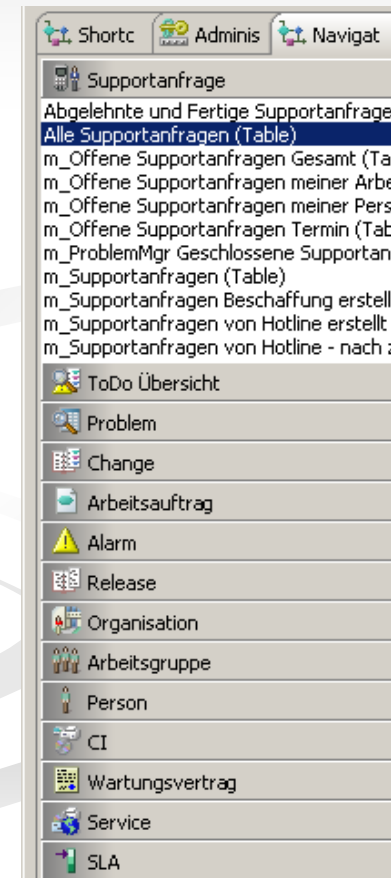 Shortc Adminis Navigat
Supportanfrage
Abgelehnte und Fertige Supportanfrage
Alle Supportanfragen (Table)
m_Offene Supportanfragen Gesamt (Ta
m_Offene Supportanfragen meiner Arbe
m_Offene Supportanfragen meiner Pers
m_Offene Supportanfragen Termin (Tab
m_ProblemMgr Geschlossene Supportan
m_Supportanfragen (Table)
m_Supportanfragen Beschaffung erstell
m_Supportanfragen von Hotline erstellt
m_Supportanfragen von Hotline - nach z
ToDo Übersicht
Problem
Change
Arbeitsauftrag
Alarm
Release
Organisation
Arbeitsgruppe
Person
CI
Wartungsvertrag
Service
SLA